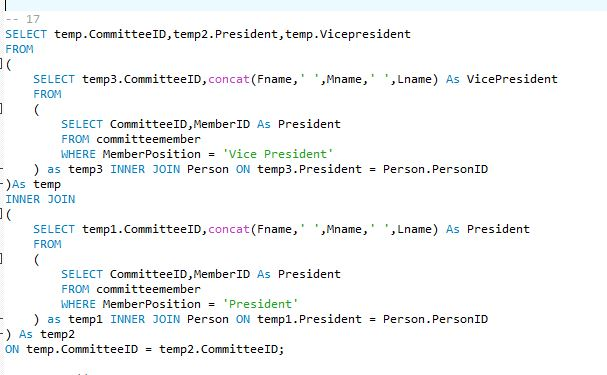 -- 17
SELECT temp.CommitteeID,temp2.President,temp.Vicepresident
FROM
(
SELECT temp3.CommitteeID,concat(Fname,' ',Mname,' ',Lname) As VicePresident
FROM
(
SELECT CommitteeID,MemberID As President
FROM committeemember
WHERE MemberPosition = 'Vice President'
) as temp3 INNER JOIN Person ON temp3.President = Person.PersonID
)As temp
INNER JOIN
(
SELECT temp1.CommitteeID,concat(Fname,' ',Mname,' ',Lname) As President
FROM
(
SELECT CommitteeID,MemberID As President
FROM committeemember
WHERE MemberPosition = 'President'
) as temp1 INNER JOIN Person ON temp1.President = Person.PersonID
) As temp2
ON temp.CommitteeID = temp2.CommitteeID;